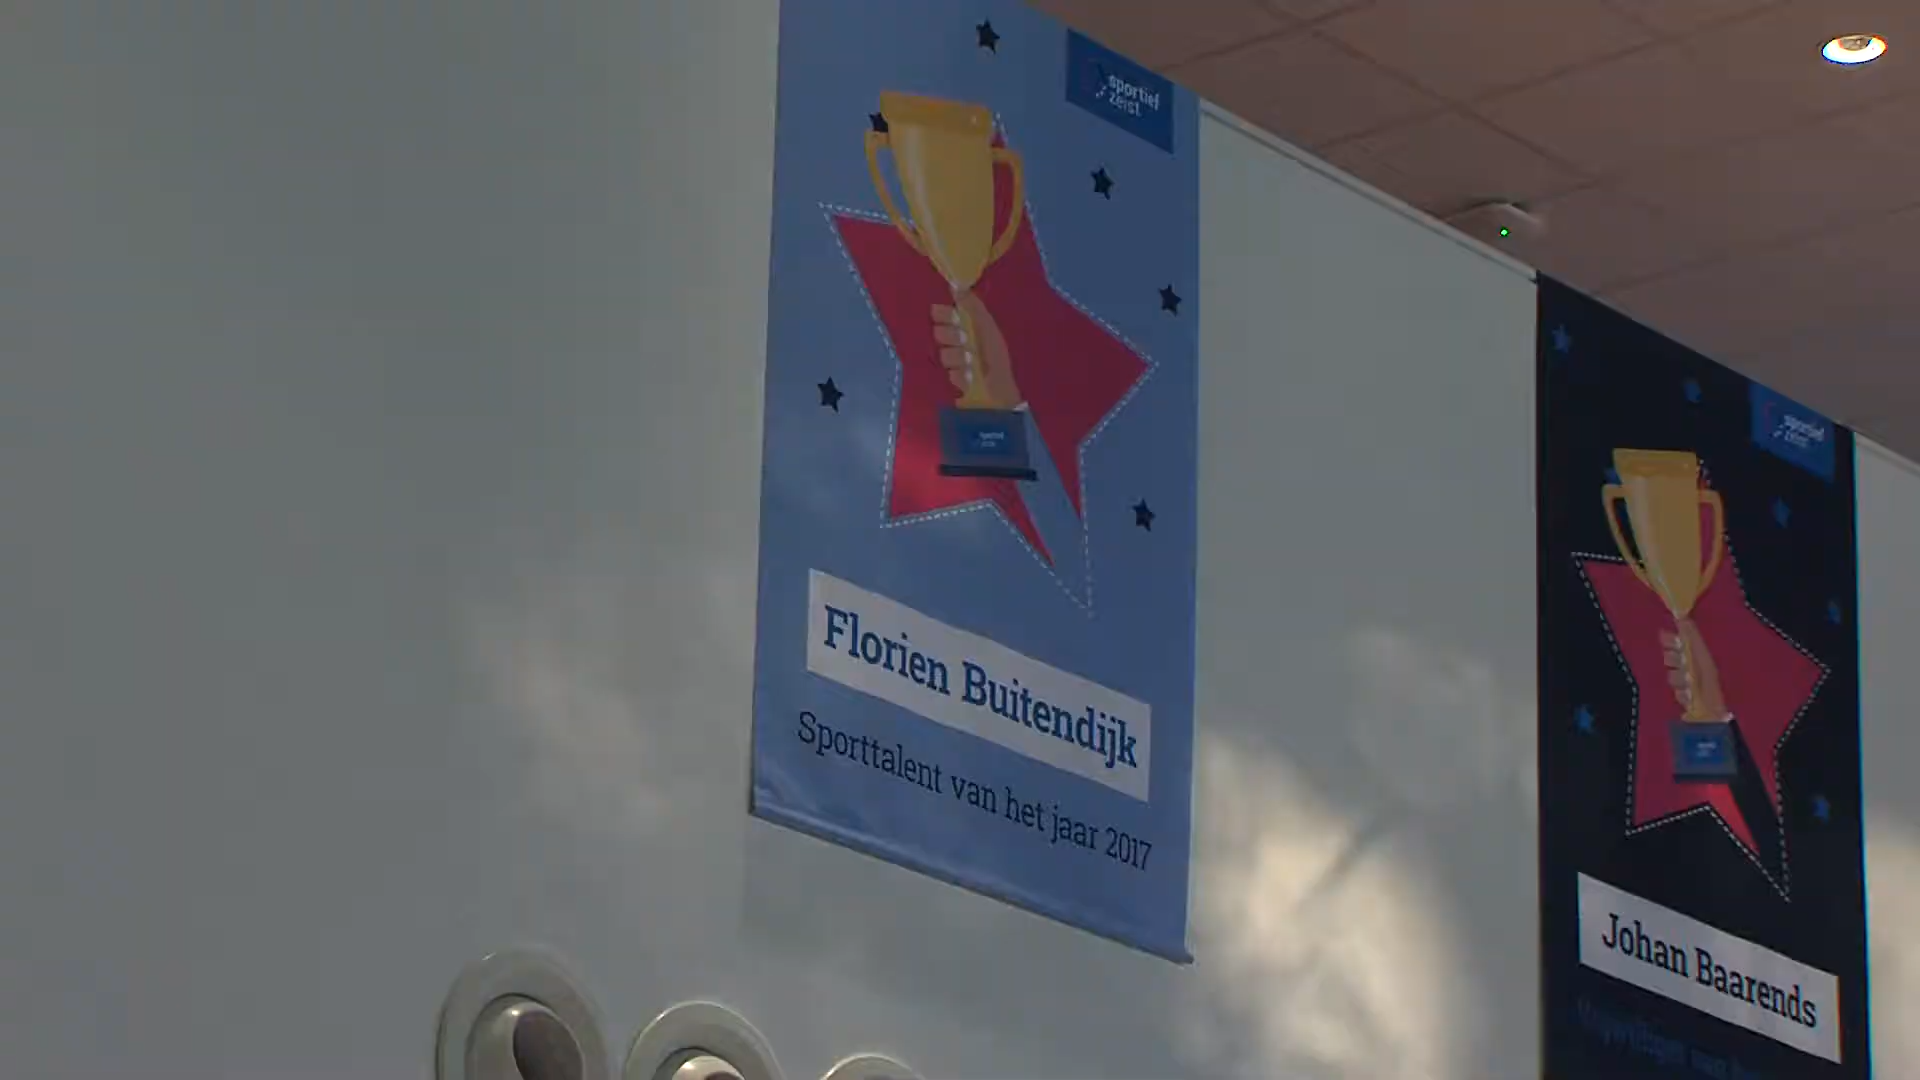 sportief
zeist
Florien Buitendijk
Sporttalent van het jaar 2017
sportief
zeist
Johan Baarends